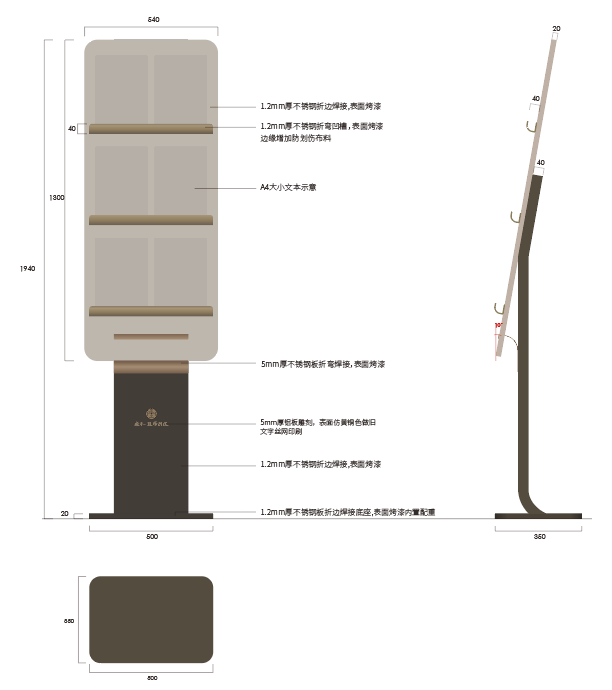 540
20
40
1.2mm厚不锈钢折边焊接,表面烤漆
40
1.2mm厚不锈钢折弯凹槽,表面烤漆
边缘增加防划伤布料
40
A4大小文本示意
1300
1940
10°
5mm厚不锈钢板折弯焊接,表面烤漆
5mm厚铝板雕刻，表面仿黄铜色做旧
文字丝网印刷
1.2mm厚不锈钢折边焊接,表面烤漆
20
1.2mm厚不锈钢板折边焊接底座,表面烤漆内置配重
500
350
500